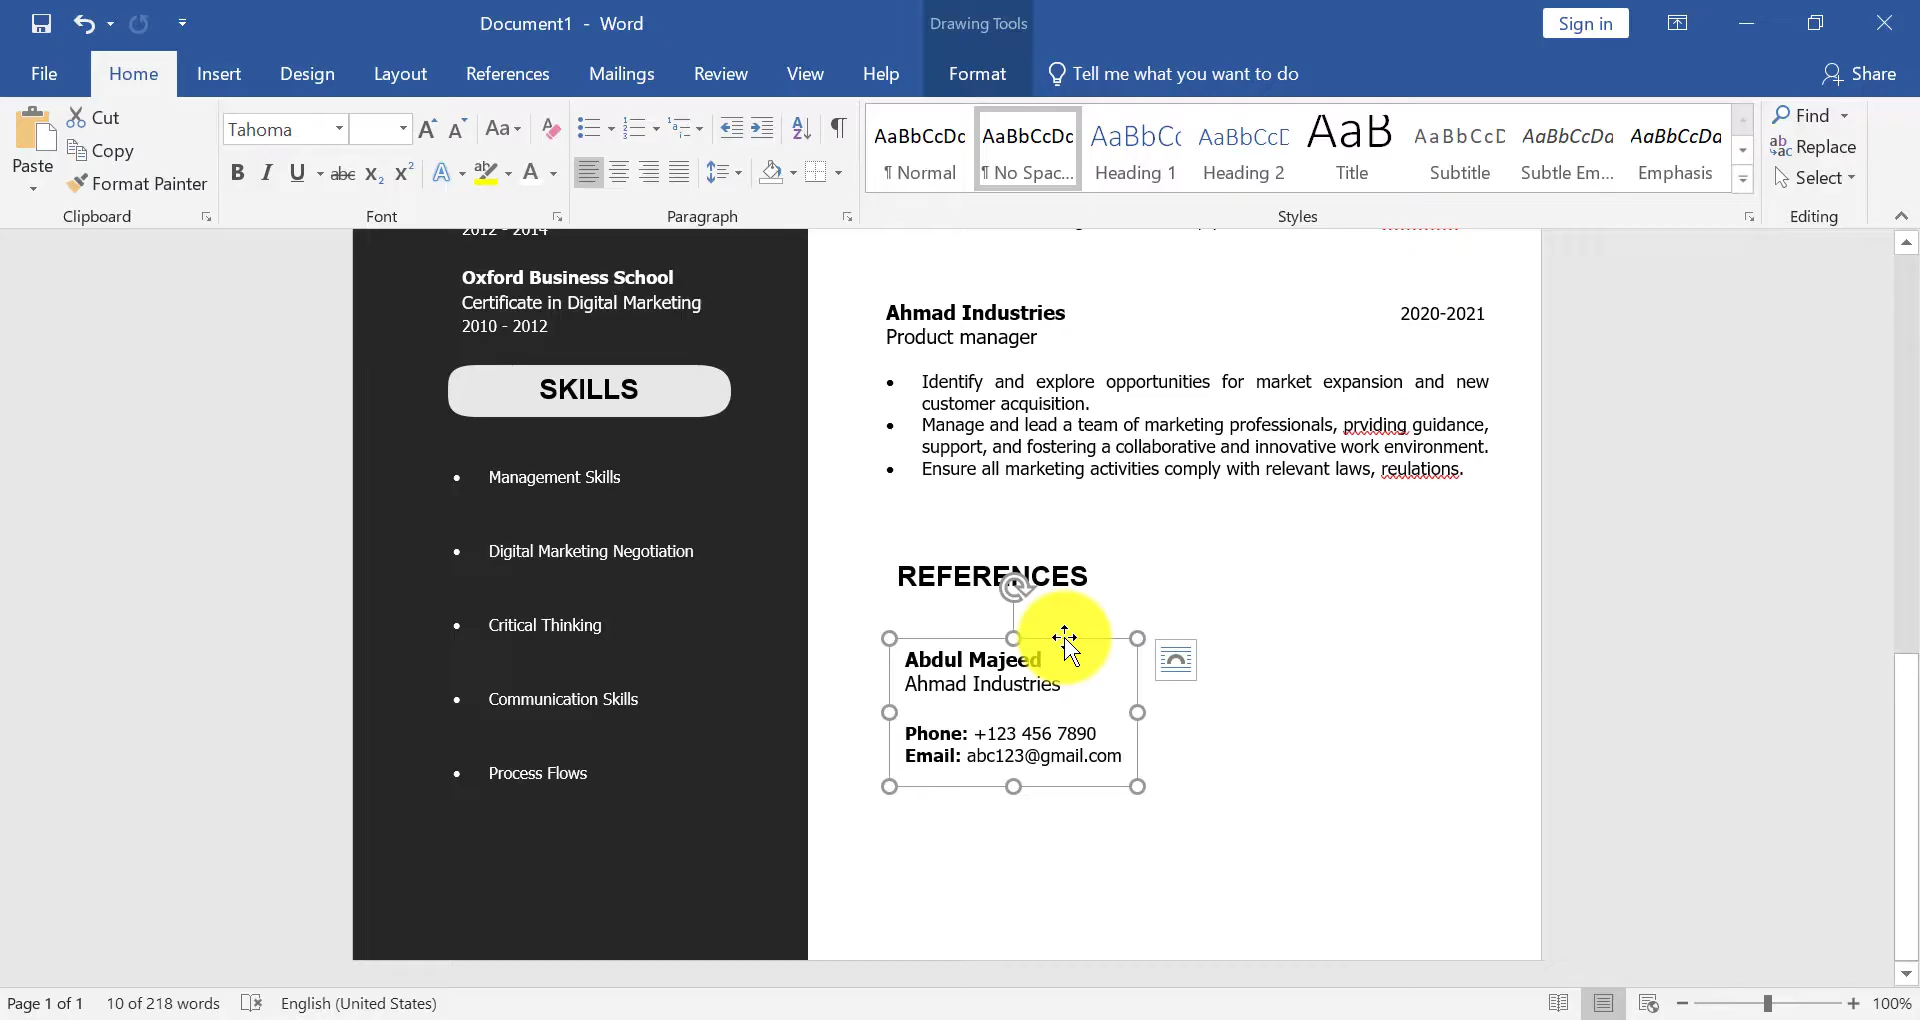 Document1 - Word
Drawing Tools
Sign in
File
Home
Insert
Design
Layout
References
Mailings
Review
View
Help
Format
Tell me what you want to do
Share
Paste
Cut
Copy
Format Painter
Clipboard
Tahoma
Font
Paragraph
AaBbCcDc
¶ Normal
AaBbCcDc
¶ No Spac...
AaBbCc
Heading 1
AaBbCcC
Heading 2
AaB
Title
AaBbCcD
Subtitle
AaBbCcDa
Subtle Em...
AaBbCcDa
Emphasis
Styles
Find
Replace
Select
Editing
2012 - 2014
Oxford Business School
Certificate in Digital Marketing
2010 - 2012
SKILLS
• Management Skills
• Digital Marketing Negotiation
• Critical Thinking
• Communication Skills
• Process Flows
Ahmad Industries 2020-2021
Product manager
• Identify and explore opportunities for market expansion and new
customer acquisition.
• Manage and lead a team of marketing professionals, prviding guidance,
support, and fostering a collaborative and innovative work environment.
• Ensure all marketing activities comply with relevant laws, reulations.
REFERENCES
Abdul Majeed
Ahmad Industries
Phone: +123 456 7890
Email: abc123@gmail.com
Page 1 of 1
10 of 218 words
English (United States)
100%